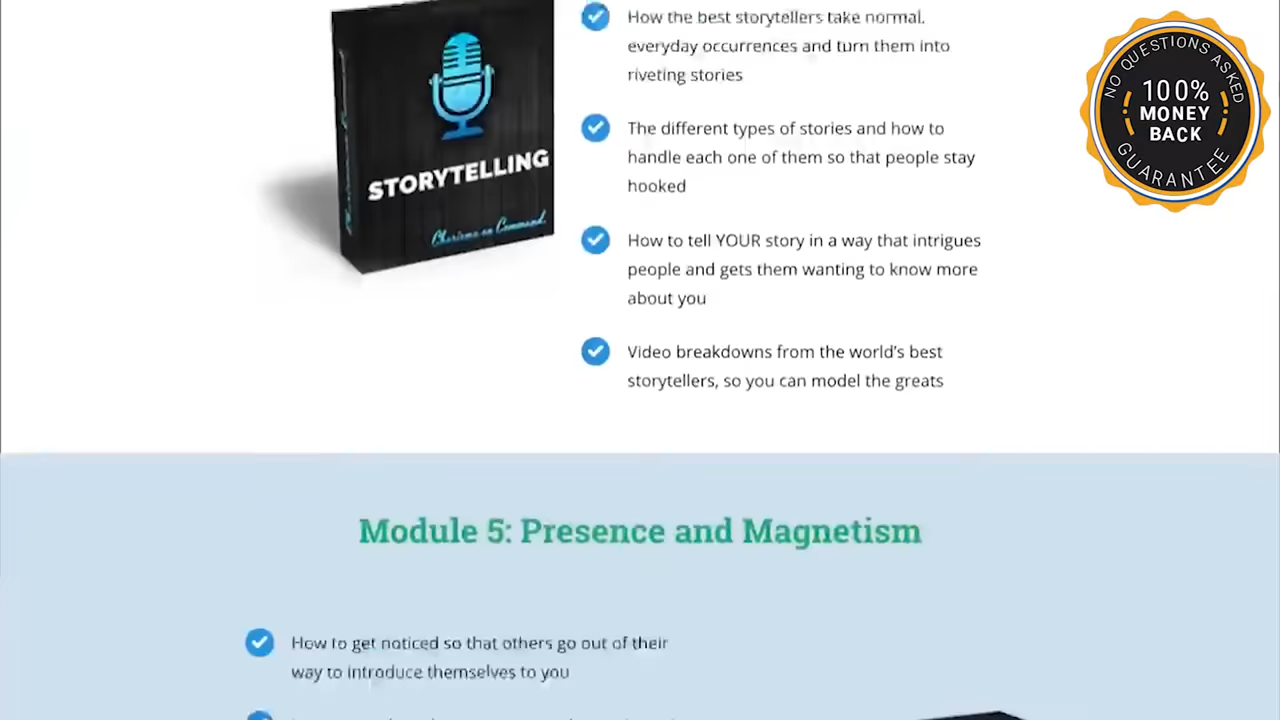 How the best storytellers take normal,
everyday occurrences and turn them into
riveting stories
The different types of stories and how to
handle each one of them so that people stay
hooked
How to tell YOUR story in a way that intrigues
people and gets them wanting to know more
about you
Video breakdowns from the world's best
storytellers, so you can model the greats
STORYTELLING
Charisma on Command.
NO QUESTIONS ASKED
100%
MONEY
BACK
GUARANTEE
Module 5: Presence and Magnetism
How to get noticed so that others go out of their
way to introduce themselves to you